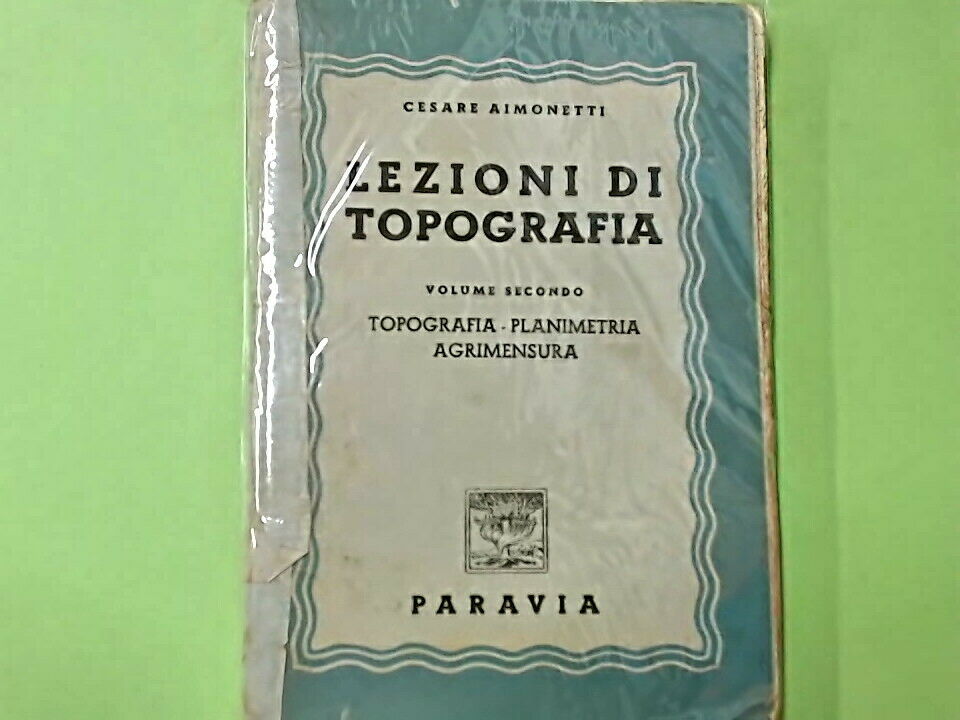 CESARE AIMONETTI
LEZIONI DI
TOPOGRAFIA
VOLUME SECONDO
TOPOGRAFIA - PLANIMETRIA
AGRIMENSURA
PARAVIA